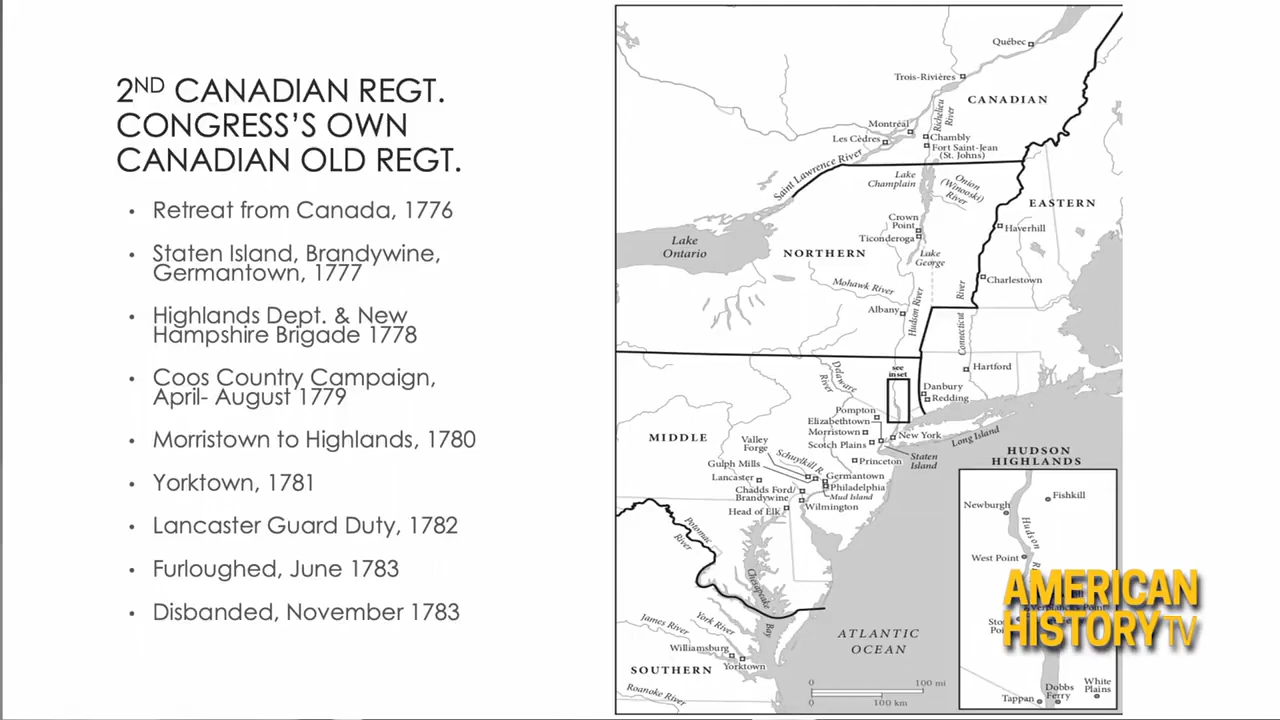 2ND CANADIAN REGT.
CONGRESS'S OWN
CANADIAN OLD REGT.
• Retreat from Canada, 1776
• Staten Island, Brandywine,
Germantown, 1777
• Highlands Dept. & New
Hampshire Brigade 1778
• Coos Country Campaign,
April- August 1779
• Morristown to Highlands, 1780
• Yorktown, 1781
• Lancaster Guard Duty, 1782
• Furloughed, June 1783
• Disbanded, November 1783
Québec
Trois-Rivières
CANADIAN
Richelieu
River
Montréal
Les Cèdres
Chambly
Fort Saint-Jean
(St. Johns)
Saint Lawrence River
Lake
Champlain
Onion
(Winooski)
River
EASTERN
Crown
Point
Ticonderoga
Haverhill
Lake
Ontario
NORTHERN
Lake
George
Charlestown
Mohawk River
Albany
Hudson River
Connecticut
River
see
inset
Hartford
Delaware
River
Danbury
Redding
Pompton
Elizabethtown
Morristown
Scotch Plains
New York
Long Island
Staten
Island
MIDDLE
Valley
Forge
Schuylkill R.
Princeton
Gulph Mills
Lancaster
Germantown
Philadelphia
Mud Island
Chadds Ford/
Brandywine
Wilmington
Head of Elk
Potomac
River
Chesapeake
Bay
York River
James River
Williamsburg
Yorktown
SOUTHERN
Roanoke River
ATLANTIC
OCEAN
0 100 mi
0 100 km
HUDSON
HIGHLANDS
Fishkill
Newburgh
Hudson
West Point
Verplanck's Point
Tappan
Dobbs
Ferry
White
Plains
AMERICAN
HISTORYTV